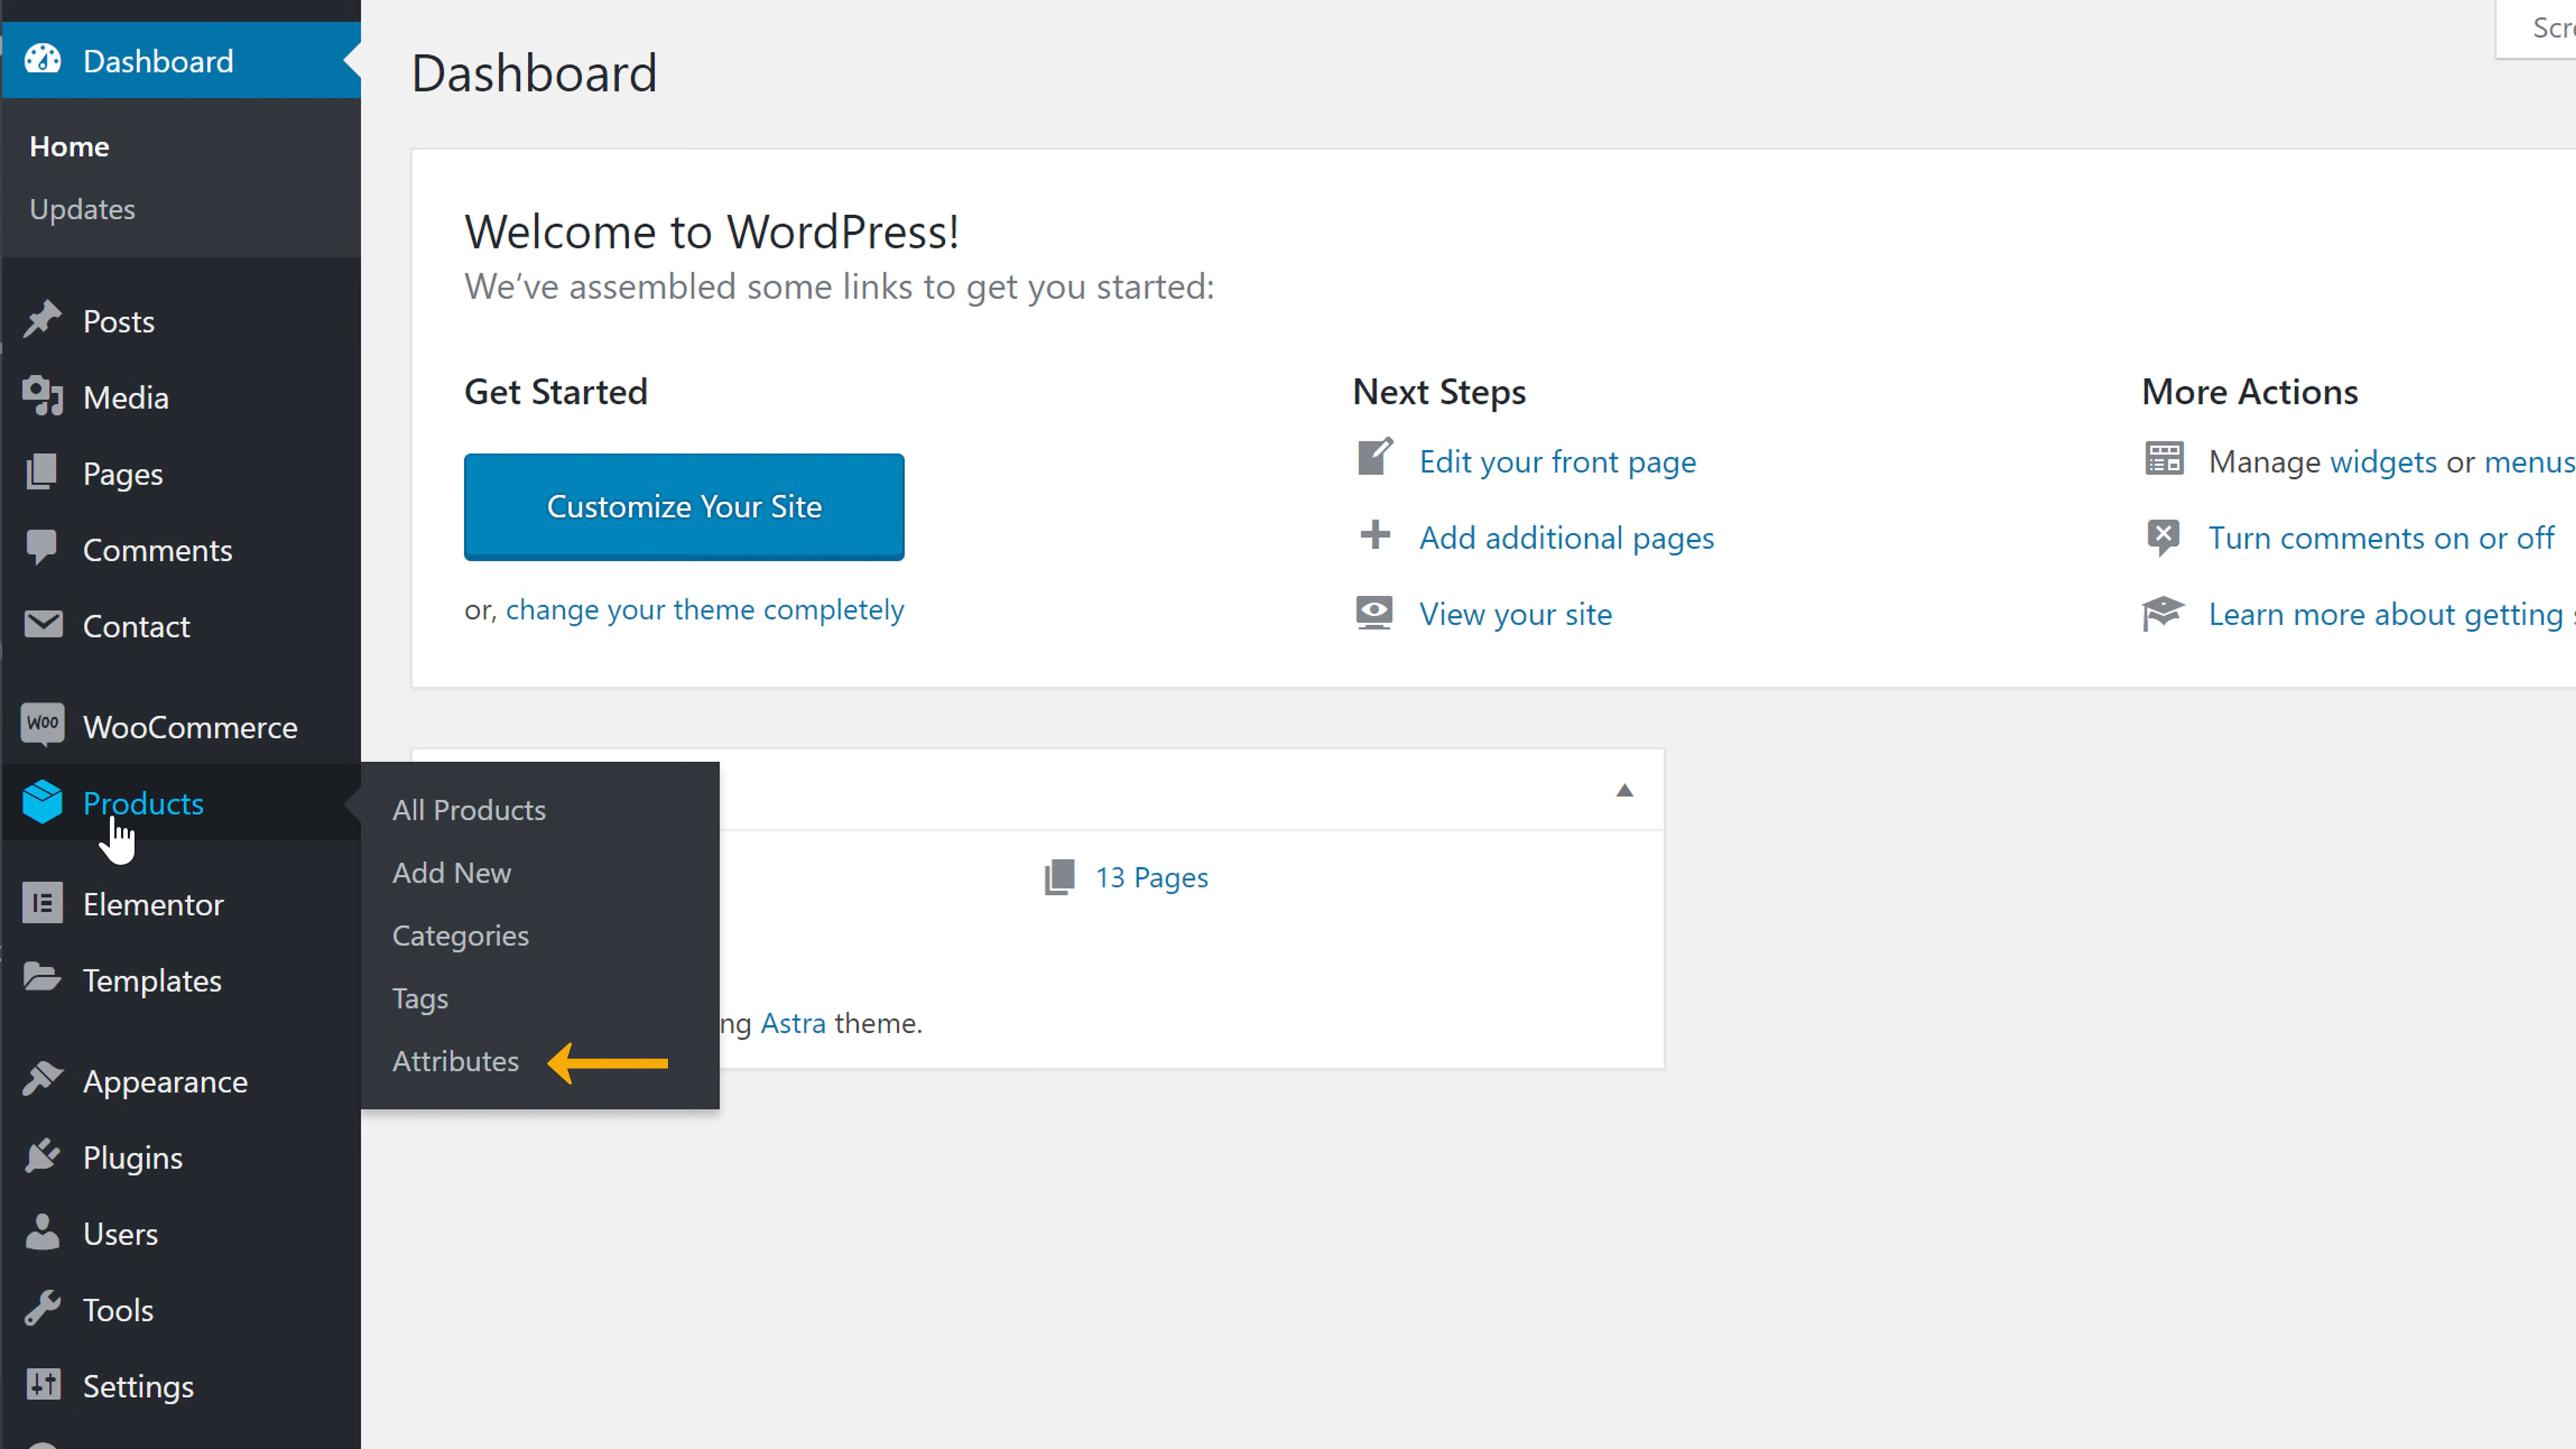 Dashboard
Home
Updates
Posts
Media
Pages
Comments
Contact
Woo
WooCommerce
Products
Elementor
Templates
Appearance
Plugins
Users
Tools
Settings
All Products
Add New
Categories
Tags
Attributes
Dashboard
Welcome to WordPress!
We’ve assembled some links to get you started:
Get Started
Customize Your Site
or, change your theme completely
Next Steps
Edit your front page
Add additional pages
View your site
More Actions
Manage widgets or menus
Turn comments on or off
Learn more about getting
13 Pages
Astra theme.